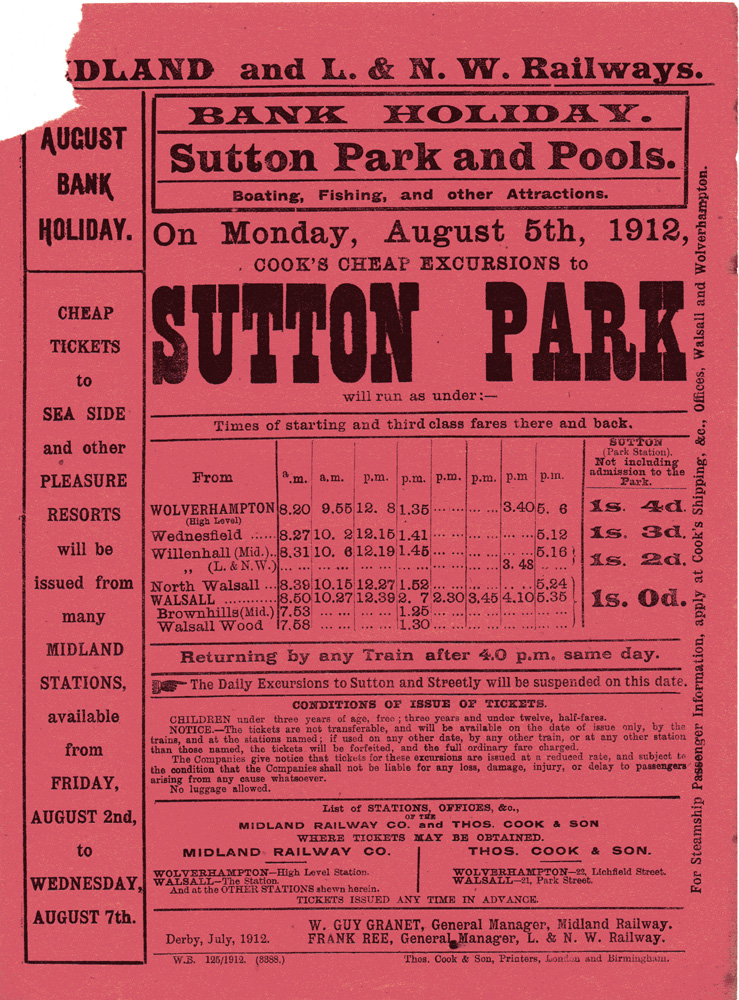 DLAND and L. & N. W. Railways.
AUGUST
BANK
HOLIDAY.
CHEAP
TICKETS
to
SEA SIDE
and other
PLEASURE
RESORTS
will be
issued from
many
MIDLAND
STATIONS,
available
from
FRIDAY,
AUGUST 2nd,
to
WEDNESDAY,
AUGUST 7th.
BANK HOLIDAY.
Sutton Park and Pools.
Boating, Fishing, and other Attractions.
On Monday, August 5th, 1912,
COOK'S CHEAP EXCURSIONS to
SUTTON PARK
will run as under:—
Times of starting and third class fares there and back.
From a.m. a.m. p.m. p.m. p.m. p.m. p.m p.m.
SUTTON
(Park Station).
Not including
admission to the
Park.
WOLVERHAMPTON 8.20 9.55 12. 8 1.35 ... ... ... ... 3.40 5. 6 1s. 4d.
(High Level)
Wednesfield ...... 8.27 10. 2 12.15 1.41 ... ... ... ... ... ... 5.12 1s. 3d.
Willenhall (Mid.).. 8.31 10. 6 12.19 1.45 ... ... ... ... ... ... 5.16 1s. 2d.
,, (L. & N.W.) ... ... ... ... ... ... ... ... ... ... 3. 48 ... ...
North Walsall ... 8.39 10.15 12.27 1.52 ... ... ... ... ... ... 5.24 1s. 0d.
WALSALL ............ 8.50 10.27 12.39 2. 7 2.30 3.45 4.10 5.35
Brownhills (Mid.) 7.53 ... ... ... ... 1.25 ... ... ... ... ... ... ... ...
Walsall Wood 7.58 ... ... ... ... 1.30 ... ... ... ... ... ... ... ...
Returning by any Train after 4.0 p.m. same day.
The Daily Excursions to Sutton and Streetly will be suspended on this date.
CONDITIONS OF ISSUE OF TICKETS.
CHILDREN under three years of age, free; three years and under twelve, half-fares.
NOTICE.—The tickets are not transferable, and will be available on the date of issue only, by the
trains, and at the stations named; if used on any other date, by any other train, or at any other station
than those named, the tickets will be forfeited, and the full ordinary fare charged.
The Companies give notice that tickets for these excursions are issued at a reduced rate, and subject to
the condition that the Companies shall not be liable for any loss, damage, injury, or delay to passengers
arising from any cause whatsoever.
No luggage allowed.
List of STATIONS, OFFICES, &c.,
OF THE
MIDLAND RAILWAY CO. and THOS. COOK & SON
WHERE TICKETS MAY BE OBTAINED.
MIDLAND RAILWAY CO.
WOLVERHAMPTON—High Level Station.
WALSALL—The Station.
And at the OTHER STATIONS shewn herein.
THOS. COOK & SON.
WOLVERHAMPTON—22, Lichfield Street.
WALSALL—21, Park Street.
TICKETS ISSUED ANY TIME IN ADVANCE.
Derby, July, 1912.
W. GUY GRANET, General Manager, Midland Railway.
FRANK REE, General Manager, L. & N. W. Railway.
W.B. 125/1912. (8388.)
Thos. Cook & Son, Printers, London and Birmingham.
For Steamship Passenger Information, apply at Cook's Shipping, &c., Offices, Walsall and Wolverhampton.